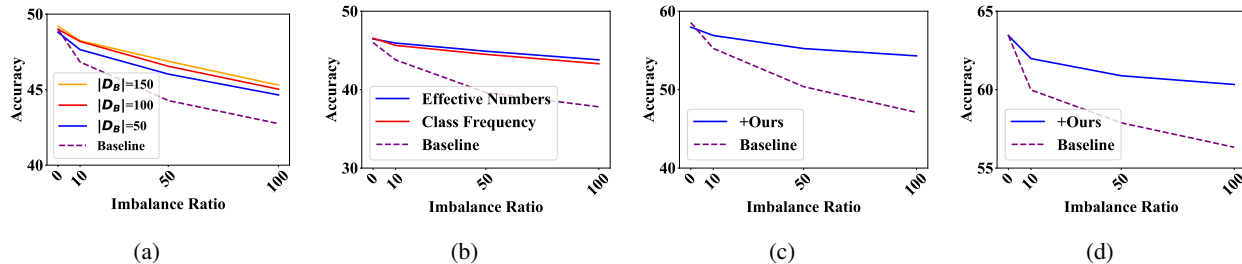 50
45
40
Accuracy
|D_B|=150
|D_B|=100
|D_B|=50
Baseline
0
10
50
100
Imbalance Ratio
(a)
50
40
30
Accuracy
Effective Numbers
Class Frequency
Baseline
0
10
50
100
Imbalance Ratio
(b)
60
50
40
Accuracy
+Ours
Baseline
0
10
50
100
Imbalance Ratio
(c)
65
60
55
Accuracy
+Ours
Baseline
0
10
50
100
Imbalance Ratio
(d)